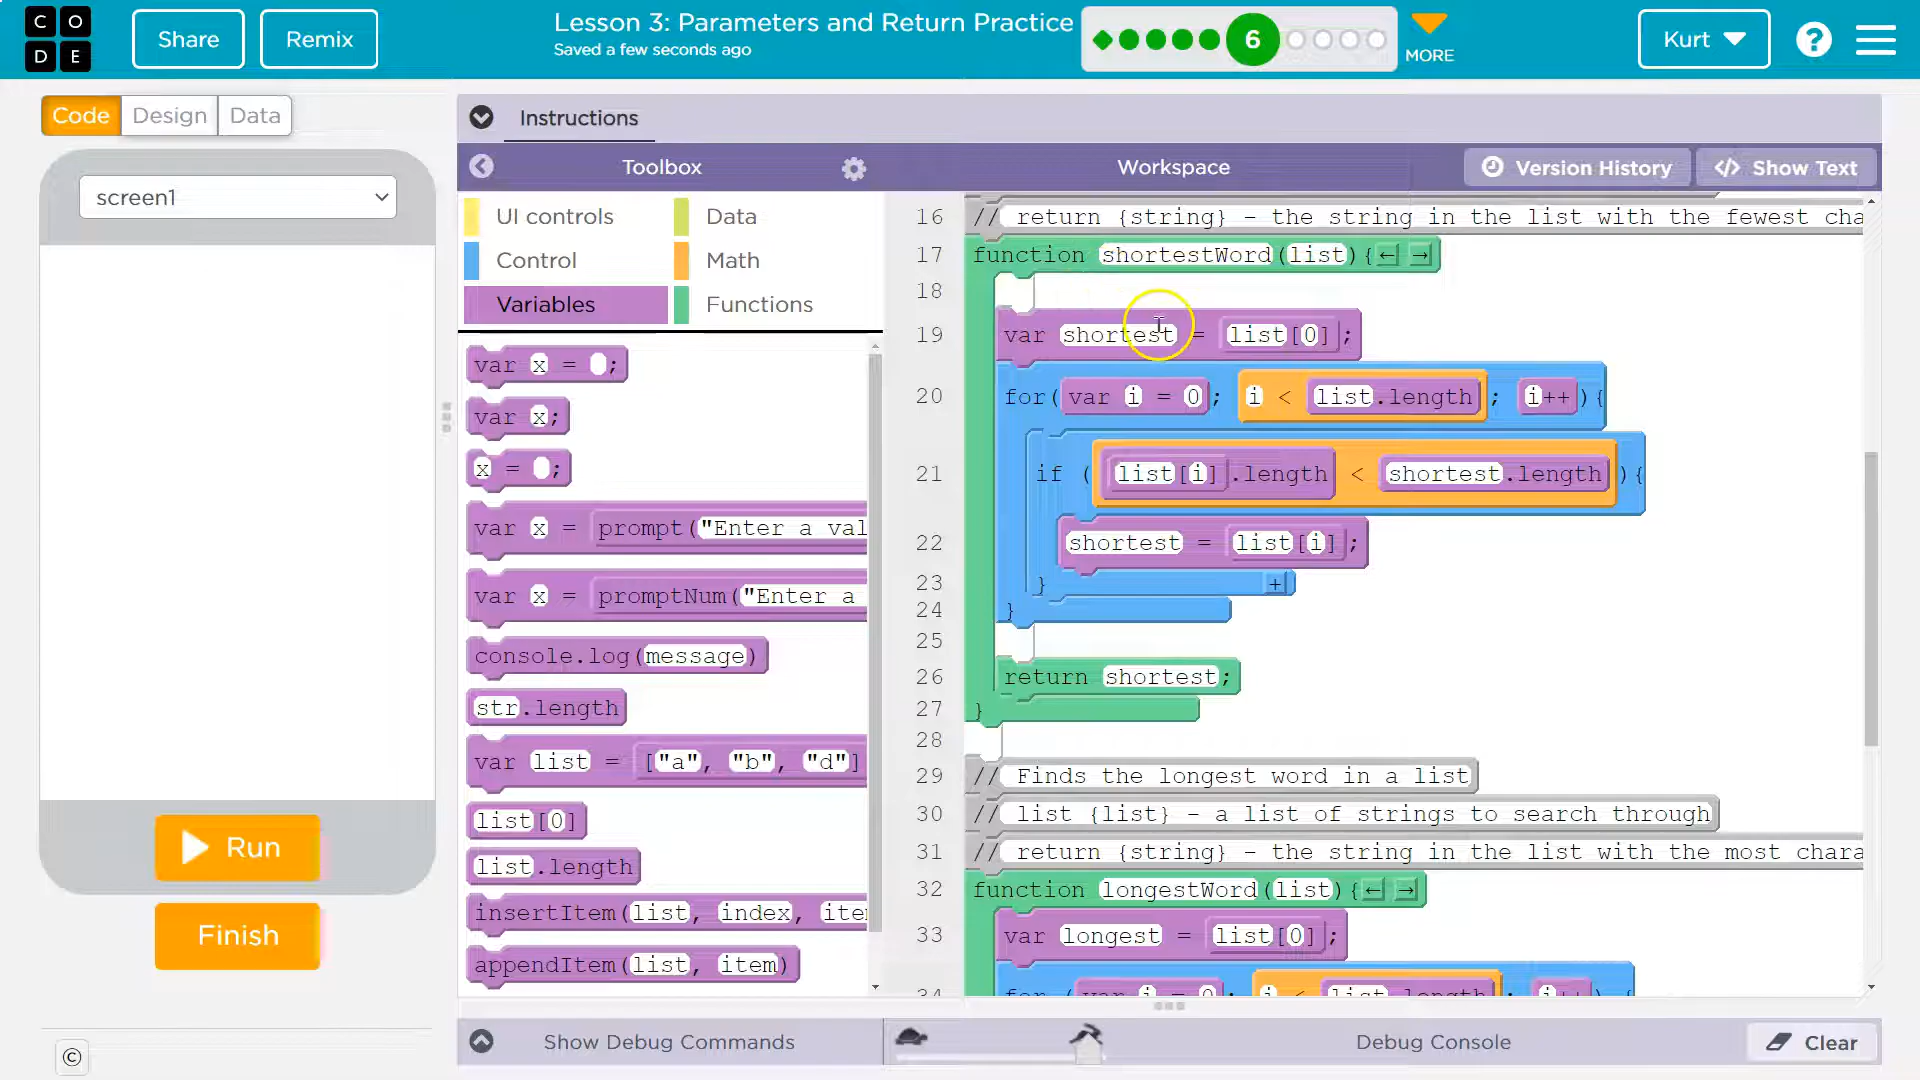 C O
D E
Share
Remix
Lesson 3: Parameters and Return Practice
Saved a few seconds ago
6
MORE
Kurt
?
Code
Design
Data
Instructions
Toolbox
Workspace
Version History
</> Show Text
screen1
UI controls
Data
Control
Math
Variables
Functions
var x = ;
var x;
x = ;
var x = prompt("Enter a val
var x = promptNum("Enter a
console.log(message)
str.length
var list = ["a", "b", "d"]
list[0]
list.length
insertItem(list, index, ite
appendItem(list, item)
16 // return {string} - the string in the list with the fewest cha
17 function shortestWord(list){← →
18
19 var shortest = list[0];
20 for(var i = 0; i < list.length; i++){
21 if (list[i].length < shortest.length){
22 shortest = list[i];
23 } +
24 }
25
26 return shortest;
27 }
28
29 // Finds the longest word in a list
30 // list {list} - a list of strings to search through
31 // return {string} - the string in the list with the most chara
32 function longestWord(list){← →
33 var longest = list[0];
34 for (var i = 0; i < list.length; i++) {
Run
Finish
©
Show Debug Commands
Debug Console
Clear